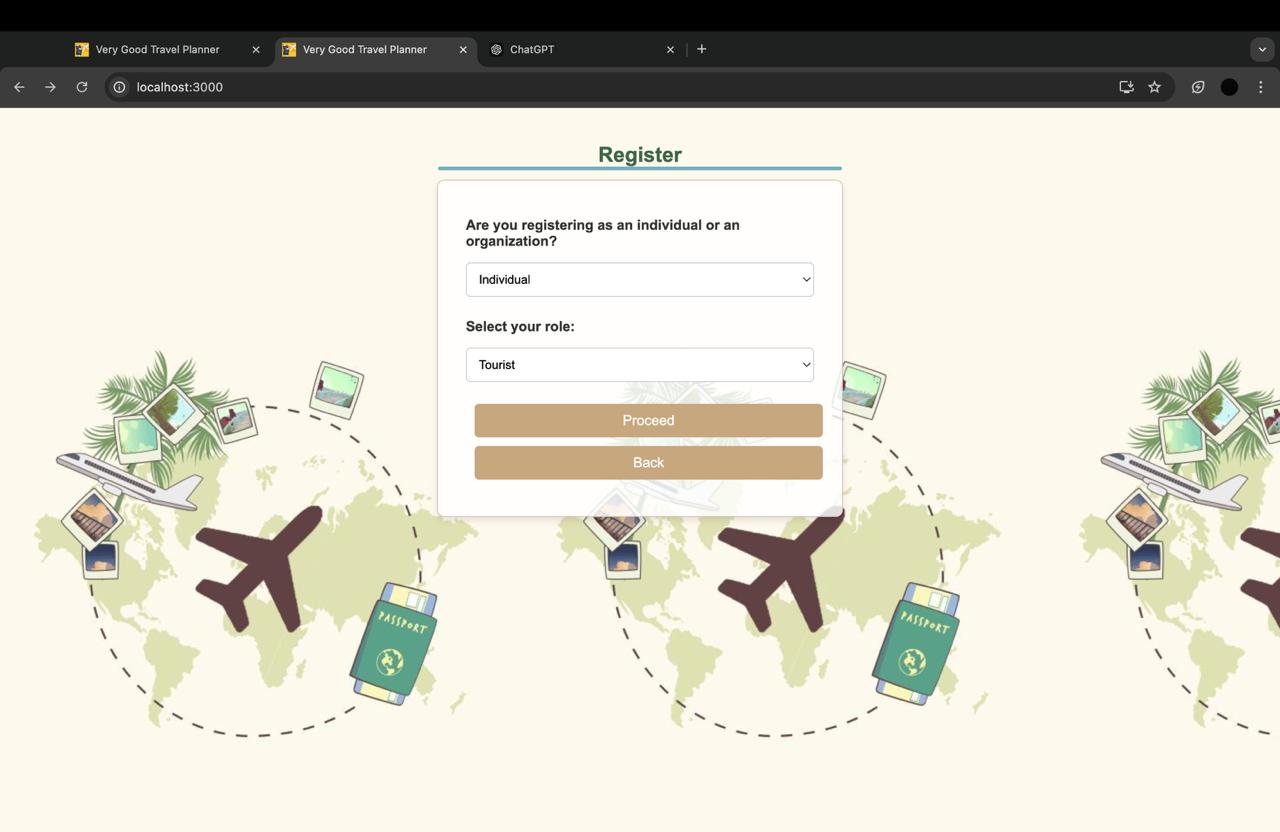 Very Good Travel Planner
Very Good Travel Planner
ChatGPT
localhost:3000
Register
Are you registering as an individual or an
organization?
Individual
Select your role:
Tourist
Proceed
Back
PASSPORT
PASSPORT